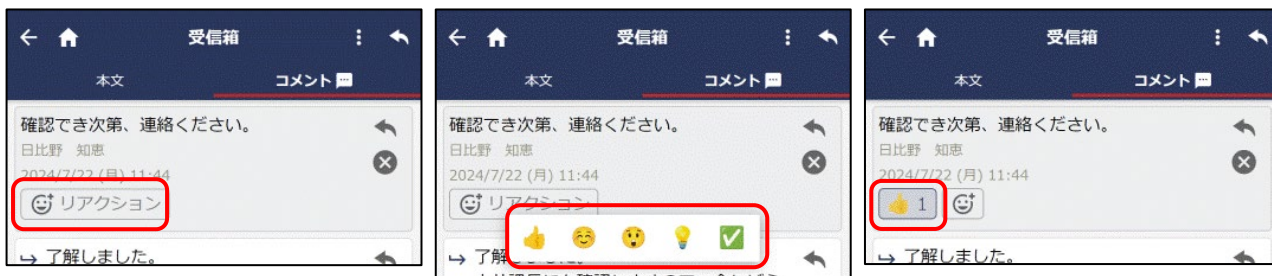 受信箱
本文
コメント
確認でき次第、連絡ください。
日比野 知恵
2024/7/22 (月) 11:44
リアクション
了解しました。
受信箱
本文
コメント
確認でき次第、連絡ください。
日比野 知恵
2024/7/22 (月) 11:44
リアクション
👍 ☺️ 😲 💡 ✅
了解
受信箱
本文
コメント
確認でき次第、連絡ください。
日比野 知恵
2024/7/22 (月) 11:44
👍 1
了解しました。